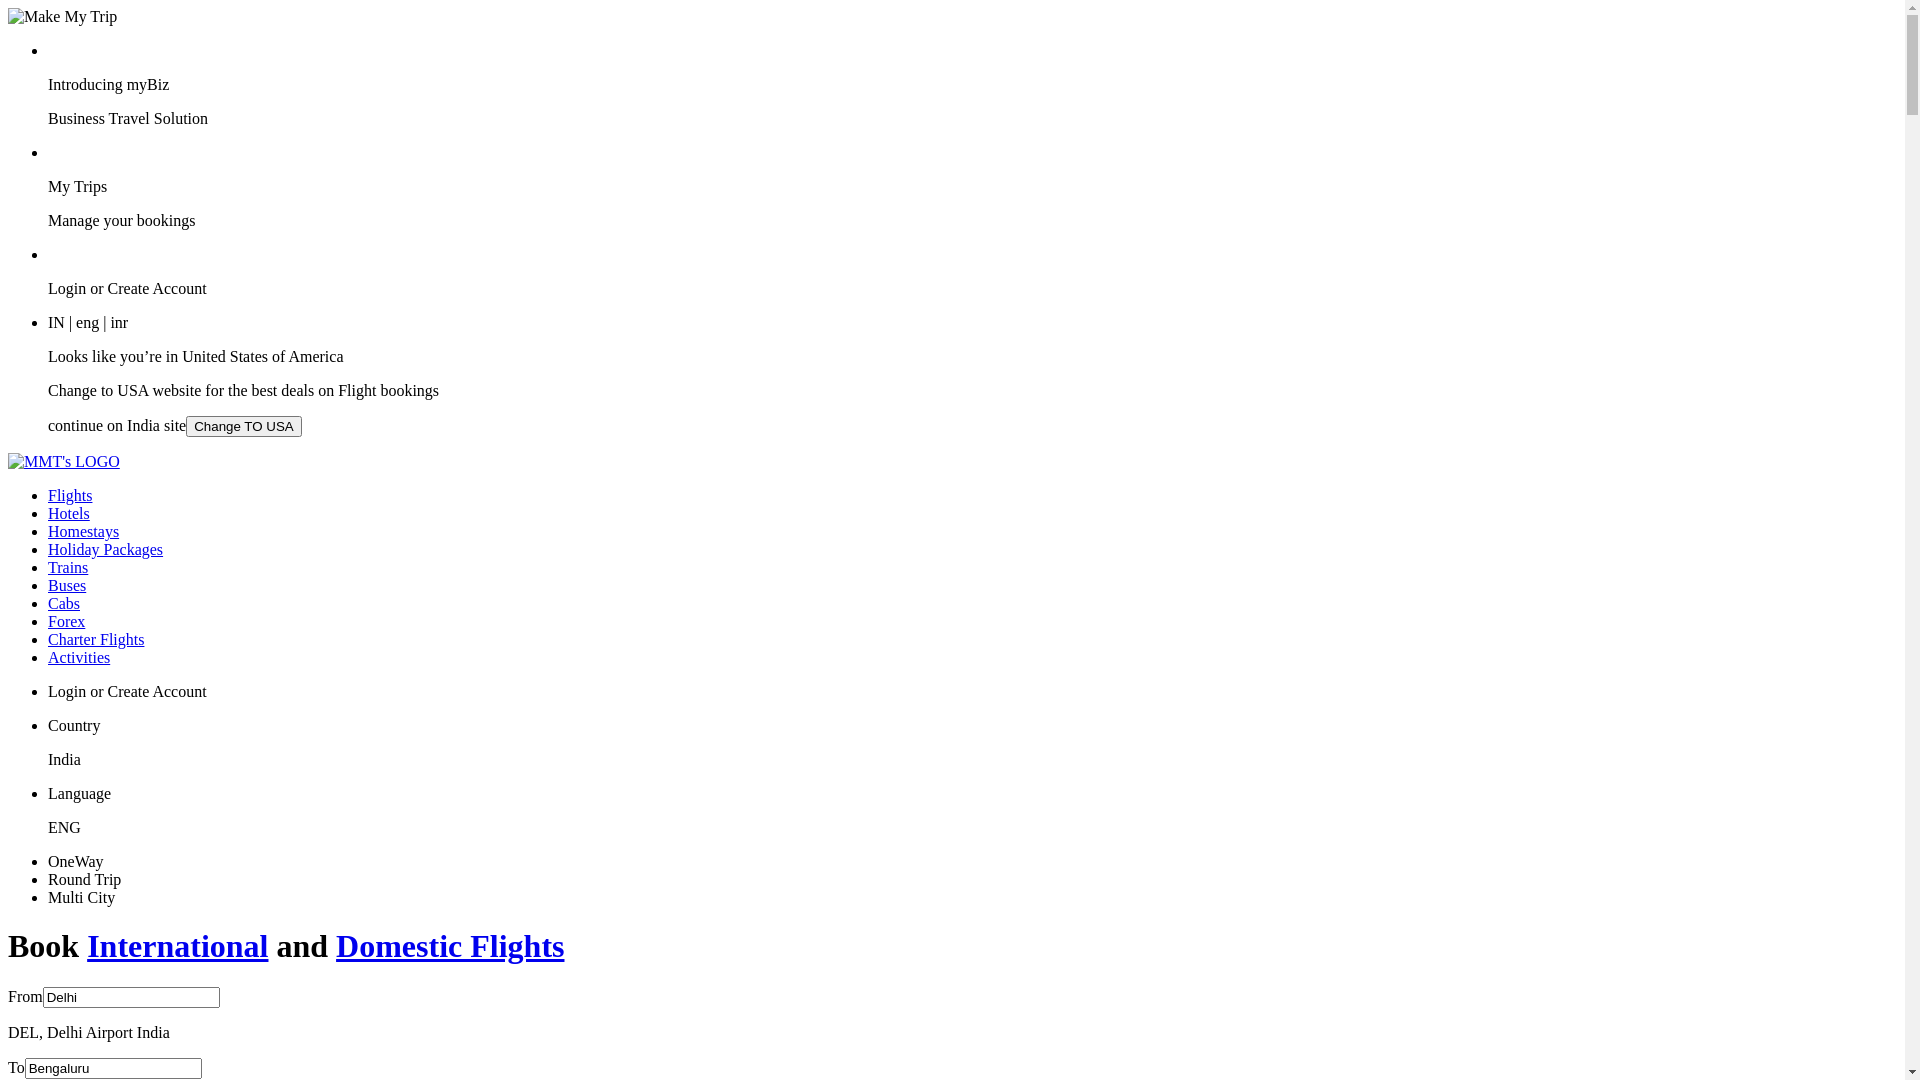 Make My Trip
Introducing myBiz
Business Travel Solution
My Trips
Manage your bookings
Login or Create Account
IN | eng | inr
Looks like you’re in United States of America
Change to USA website for the best deals on Flight bookings
continue on India site Change TO USA
MMT's LOGO
Flights
Hotels
Homestays
Holiday Packages
Trains
Buses
Cabs
Forex
Charter Flights
Activities
Login or Create Account
Country
India
Language
ENG
OneWay
Round Trip
Multi City
Book International and Domestic Flights
From Delhi
DEL, Delhi Airport India
To Bengaluru